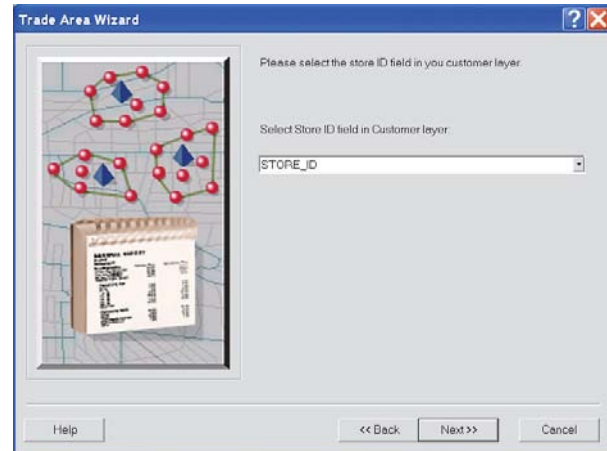 Trade Area Wizard
Please select the store ID field in you customer layer.
Select Store ID field in Customer layer:
STORE_ID
Help
<< Back
Next >>
Cancel